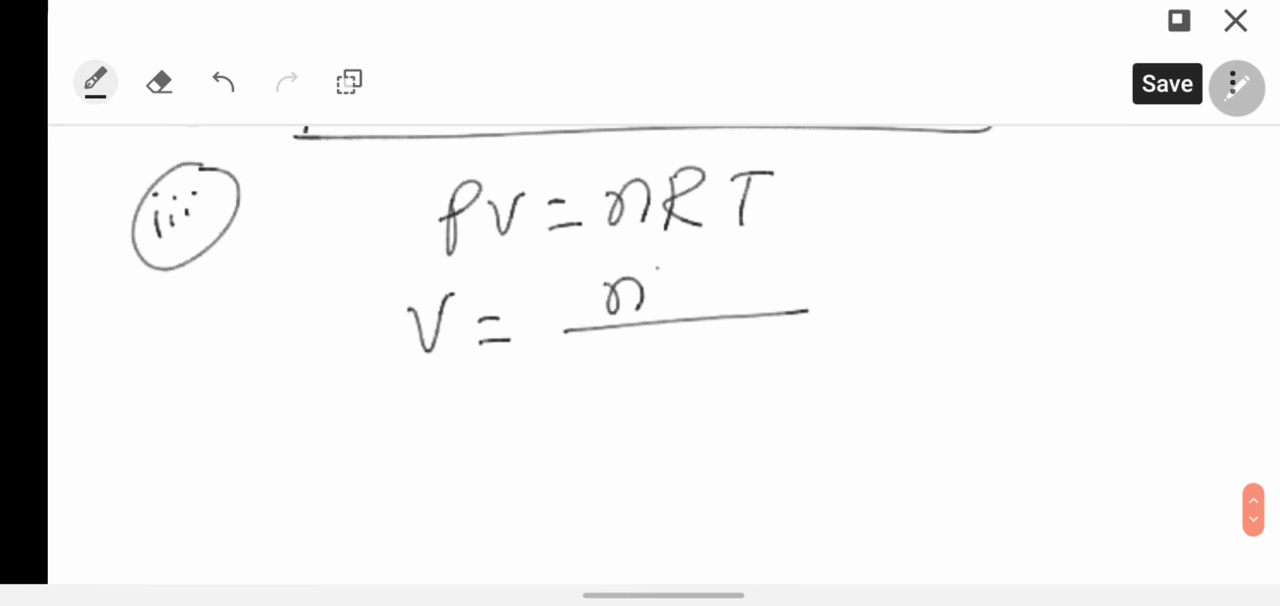 Save
iii PV = nRT
V = n